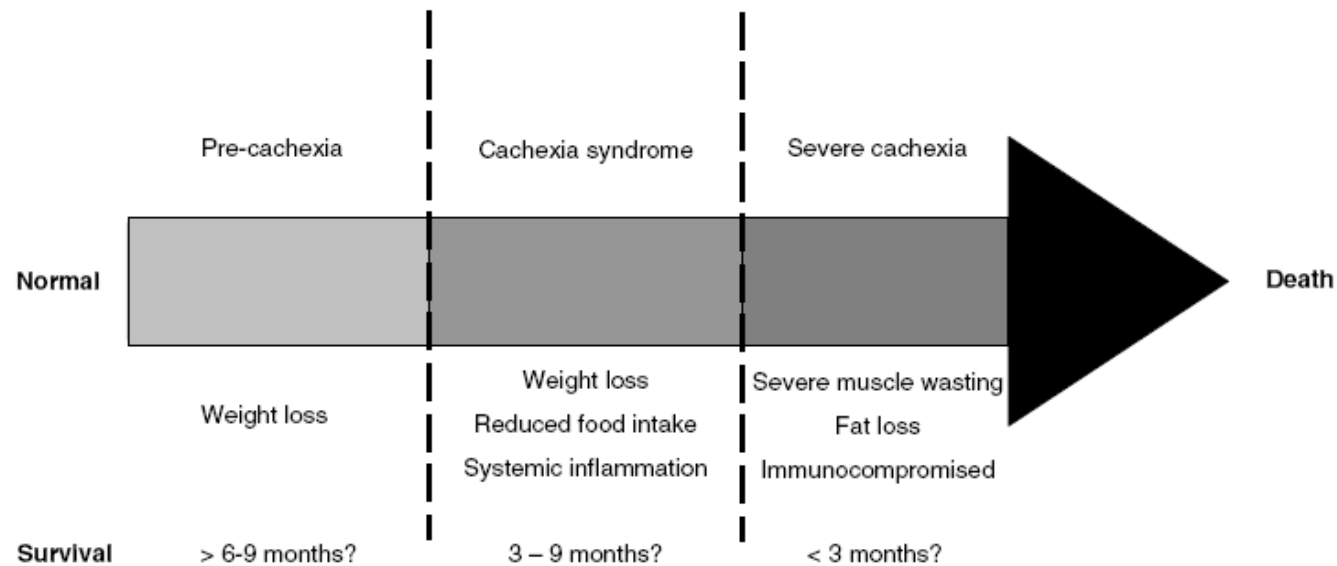 Pre-cachexia
Cachexia syndrome
Severe cachexia
Normal
Death
Weight loss
Weight loss
Reduced food intake
Systemic inflammation
Severe muscle wasting
Fat loss
Immunocompromised
Survival
> 6-9 months?
3 – 9 months?
< 3 months?